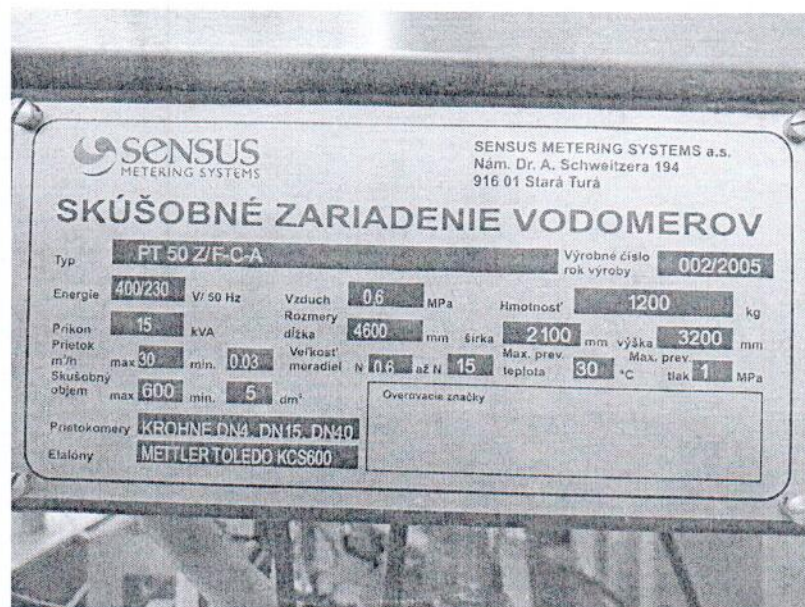 SENSUS
METERING SYSTEMS
SENSUS METERING SYSTEMS a.s.
Nám. Dr. A. Schweitzera 194
916 01 Stará Turá
SKÚŠOBNÉ ZARIADENIE VODOMEROV
Typ PT 50 Z/F-C-A Výrobné číslo rok výroby 002/2005
Energie 400/230 V/ 50 Hz Vzduch 0.6 MPa Hmotnosť 1200 kg
Príkon 15 kVA Rozmery dĺžka 4600 mm šírka 2100 mm výška 3200 mm
Prietok m³/h max 30 min. 0.03 Veľkosť meradiel N 0.6 až N 15 Max. prev. teplota 30 °C Max. prev. tlak 1 MPa
Skušobný objem max 600 min. 5 dm³
Overovacie značky
Prietokomery KROHNE DN4, DN15, DN40
Etalóny METTLER TOLEDO KCS600